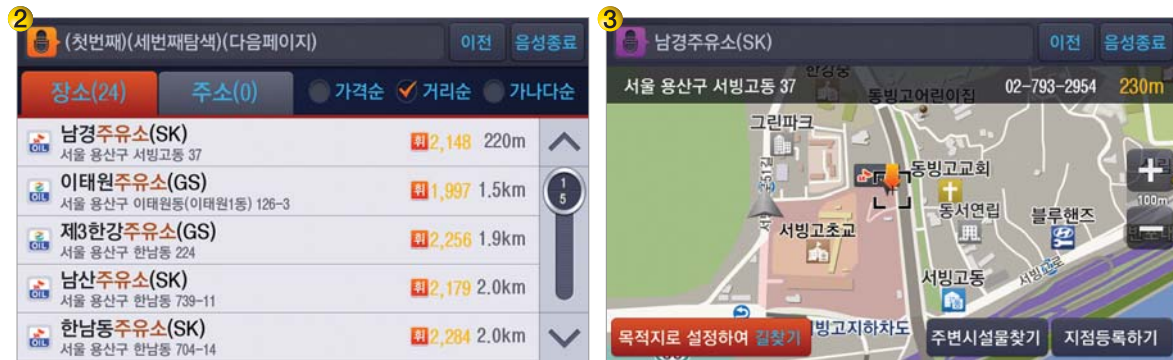 2
(첫번째)(세번째탐색)(다음페이지) 이전 음성종료
장소(24) 주소(0) 가격순 거리순 가나다순
남경주유소(SK) 휘 2,148 220m
서울 용산구 서빙고동 37
이태원주유소(GS) 휘 1,997 1.5km
서울 용산구 이태원동(이태원1동) 126-3
제3한강주유소(GS) 휘 2,256 1.9km
서울 용산구 한남동 224
남산주유소(SK) 휘 2,179 2.0km
서울 용산구 한남동 739-11
한남동주유소(SK) 휘 2,284 2.0km
서울 용산구 한남동 704-14
OIL
OIL
OIL
OIL
OIL
1
5
3
남경주유소(SK) 이전 음성종료
서울 용산구 서빙고동 37 02-793-2954 230m
동빙고어린이집
그린파크
동빙고교회
동서연립
블루핸즈
100m
서빙고초교
서빙고동
서빙고로
빙고지하차도
목적지로 설정하여 길찾기 주변시설물찾기 지점등록하기